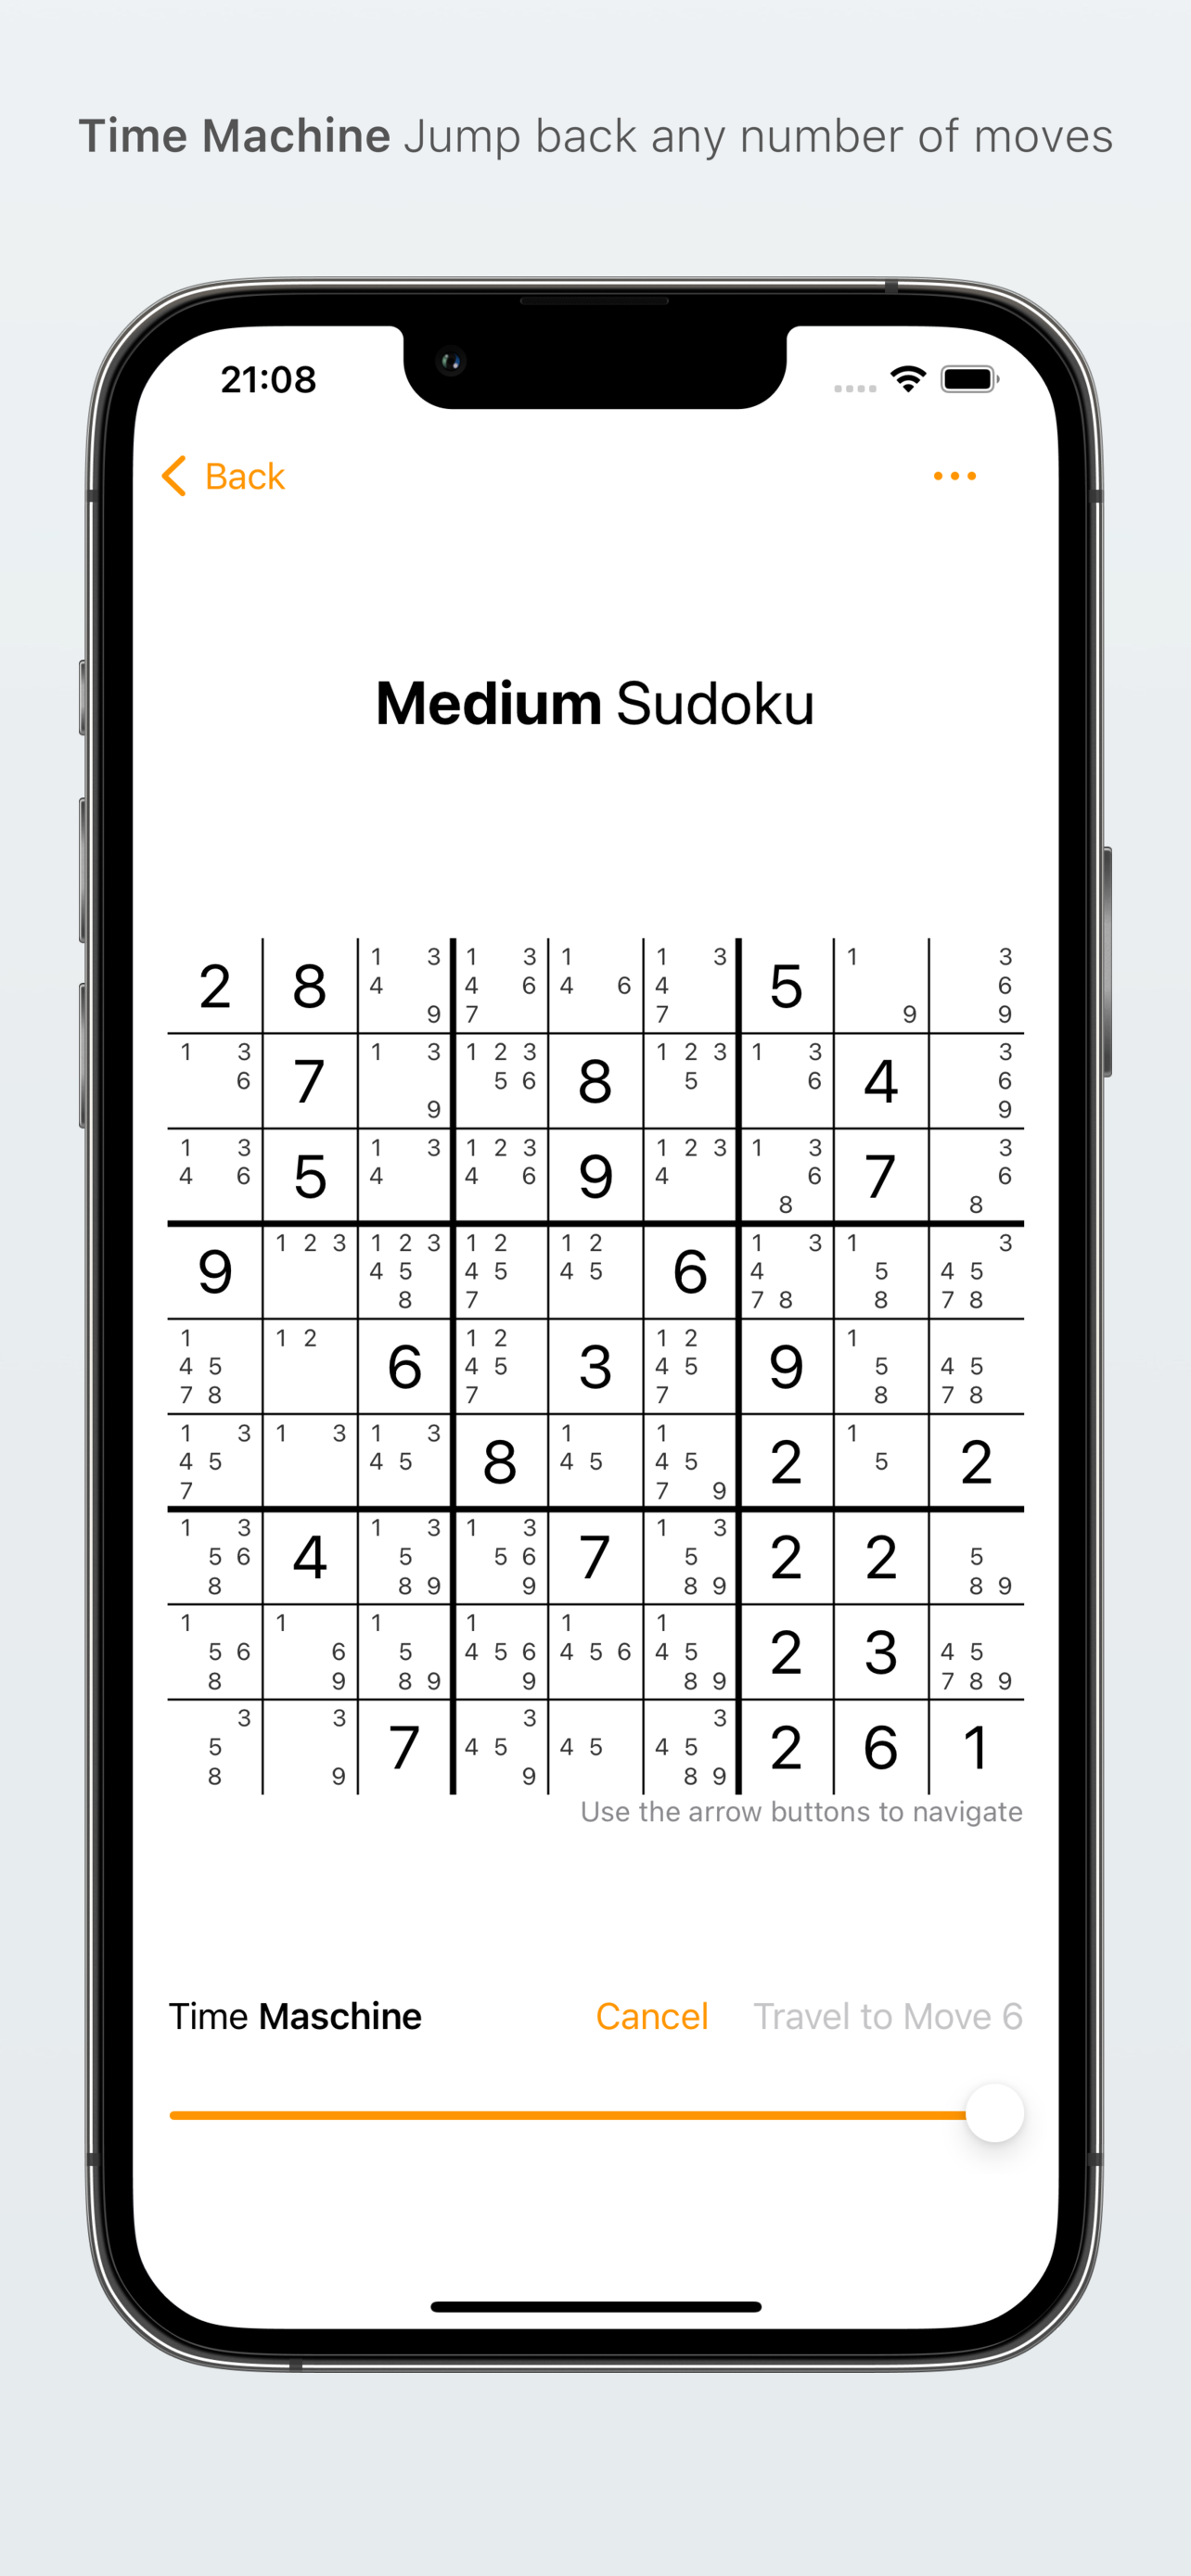 Time Machine Jump back any number of moves
21:08
Back
Medium Sudoku
1 3 1 3 1 1 3 1 3
2 8 4 4 6 4 6 4 5 6
9 7 7 9 9
1 3 1 3 1 2 3 1 2 3 1 3 3
6 7 5 6 8 5 6 4 6
9 9
1 3 1 3 1 2 3 1 2 3 1 3 3
4 6 5 4 4 6 9 4 6 7 6
8 8
1 2 3 1 2 3 1 2 1 2 1 3 1 3
9 4 5 4 5 4 5 6 4 5 4 5
8 7 7 8 8 7 8
1 1 2 1 2 1 2 1
4 5 6 4 5 3 4 5 9 5 4 5
7 8 7 7 8 7 8
1 3 1 3 1 3 1 1 1
4 5 4 5 8 4 5 4 5 2 5 2
7 7 9
1 3 1 3 1 3 1 3
5 6 4 5 5 6 7 5 2 2 5
8 8 9 9 8 9 8 9
1 1 1 1 1 1
5 6 6 5 4 5 6 4 5 6 4 5 2 3 4 5
8 9 8 9 9 8 9 7 8 9
3 3 3 3
5 7 4 5 4 5 4 5 2 6 1
8 9 9 8 9
Use the arrow buttons to navigate
Time Maschine Cancel Travel to Move 6